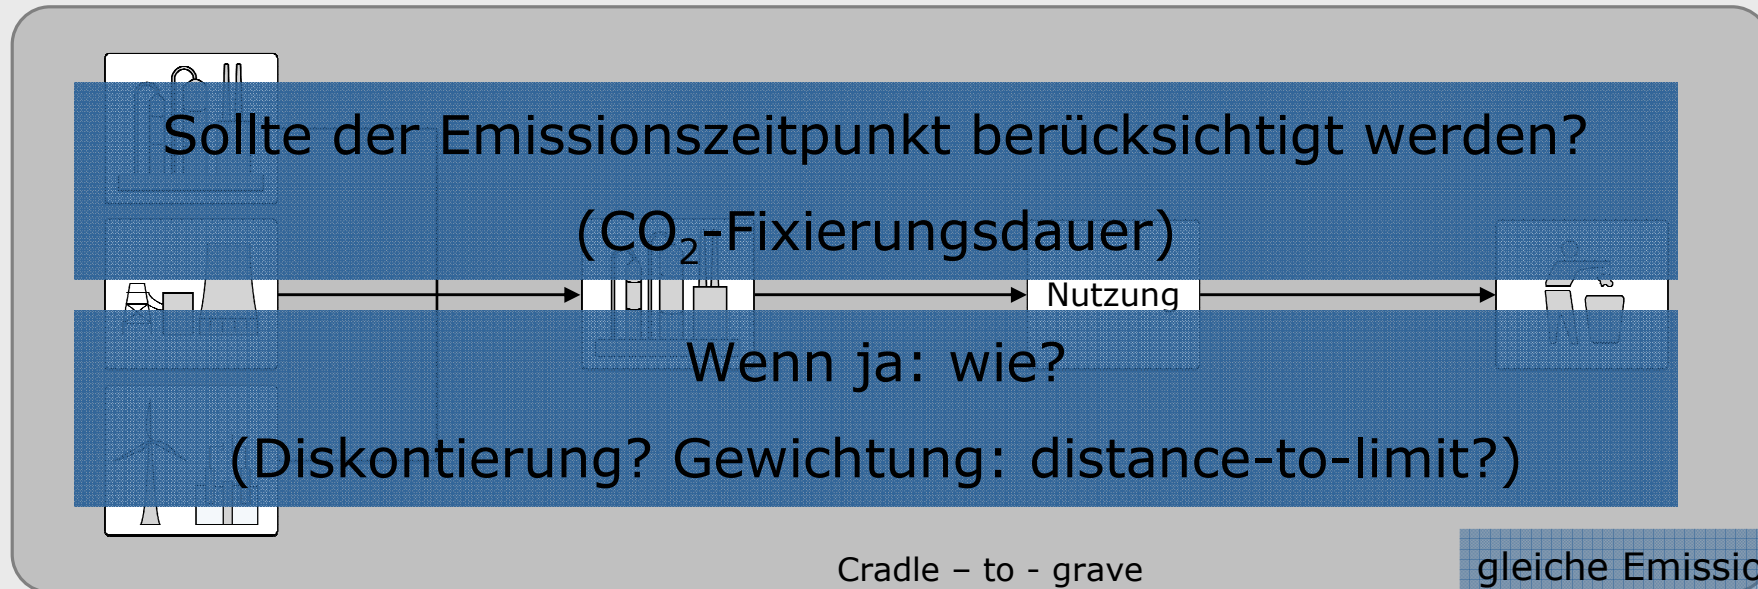 Sollte der Emissionszeitpunkt berücksichtigt werden?
(CO₂-Fixierungsdauer)
Nutzung
Wenn ja: wie?
(Diskontierung? Gewichtung: distance-to-limit?)
Cradle – to - grave
gleiche